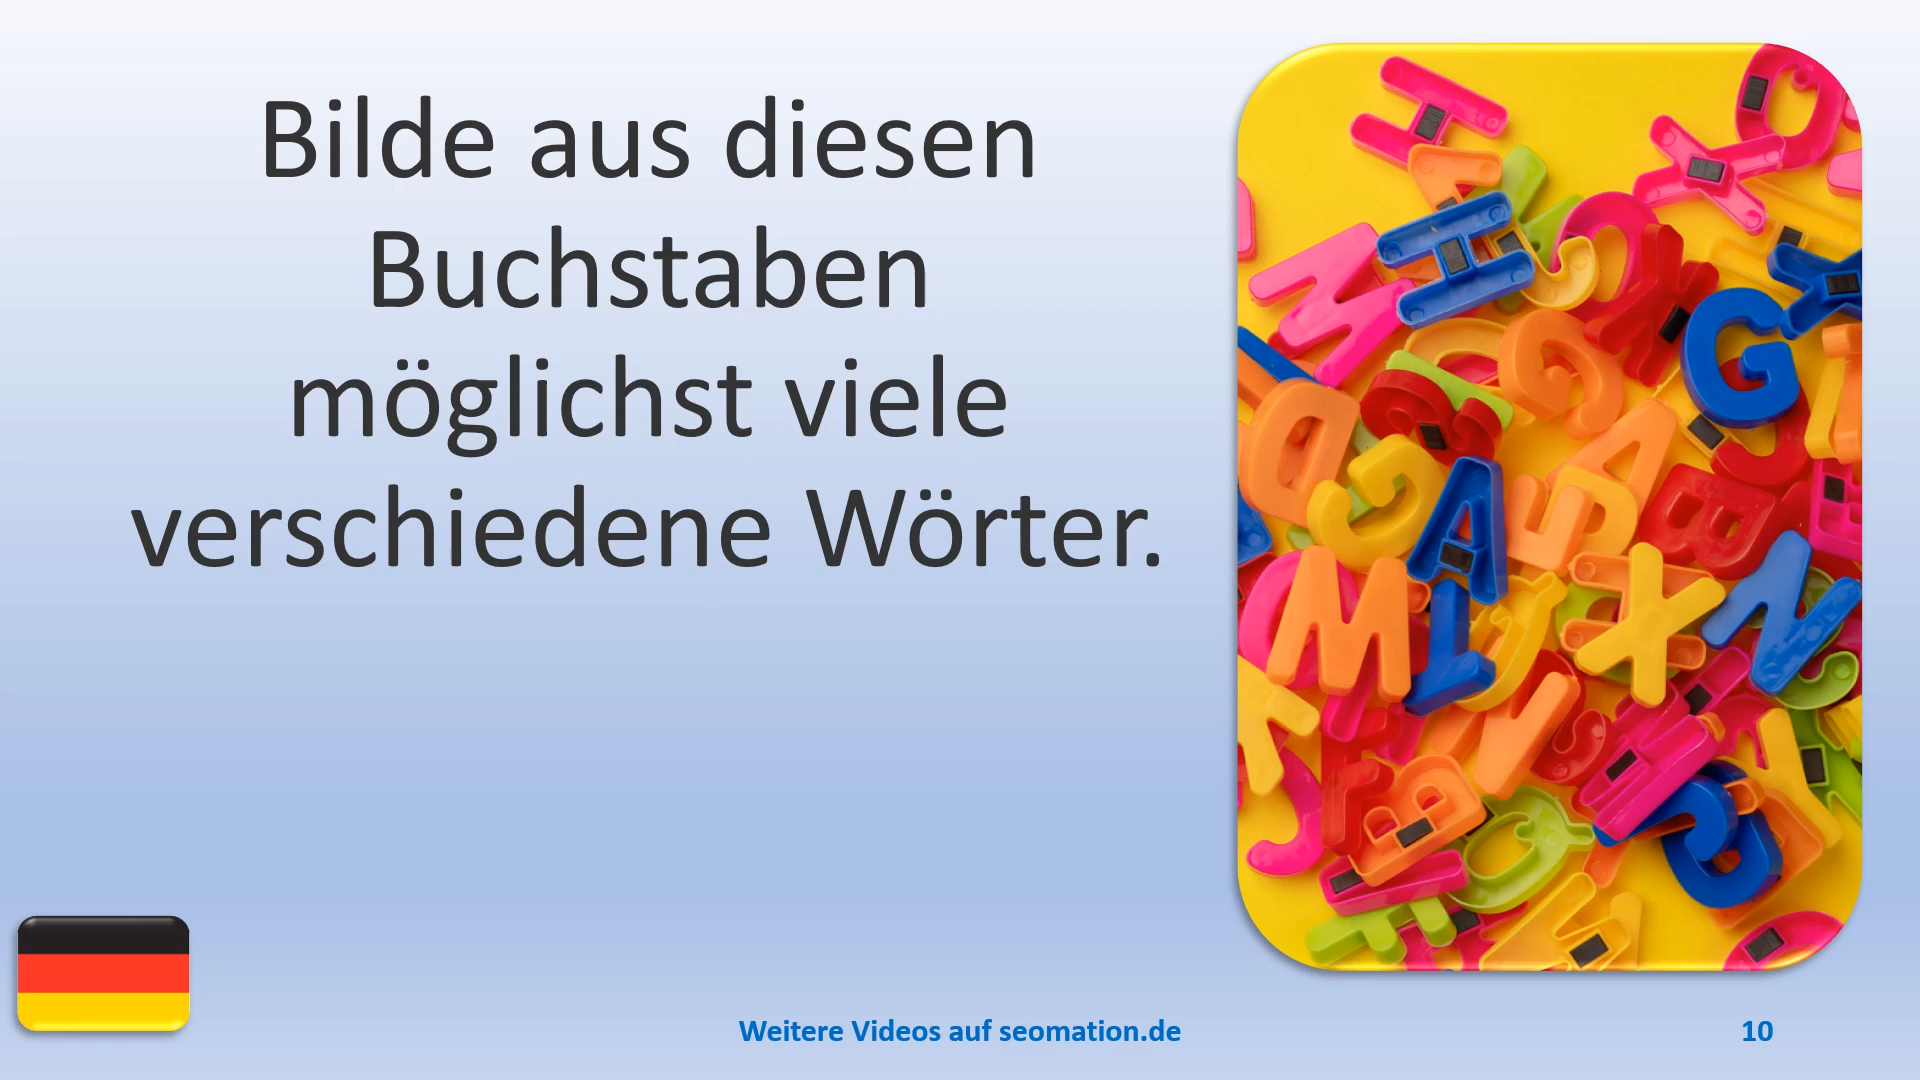 Bilde aus diesen
Buchstaben
möglichst viele
verschiedene Wörter.
Weitere Videos auf seomation.de
10